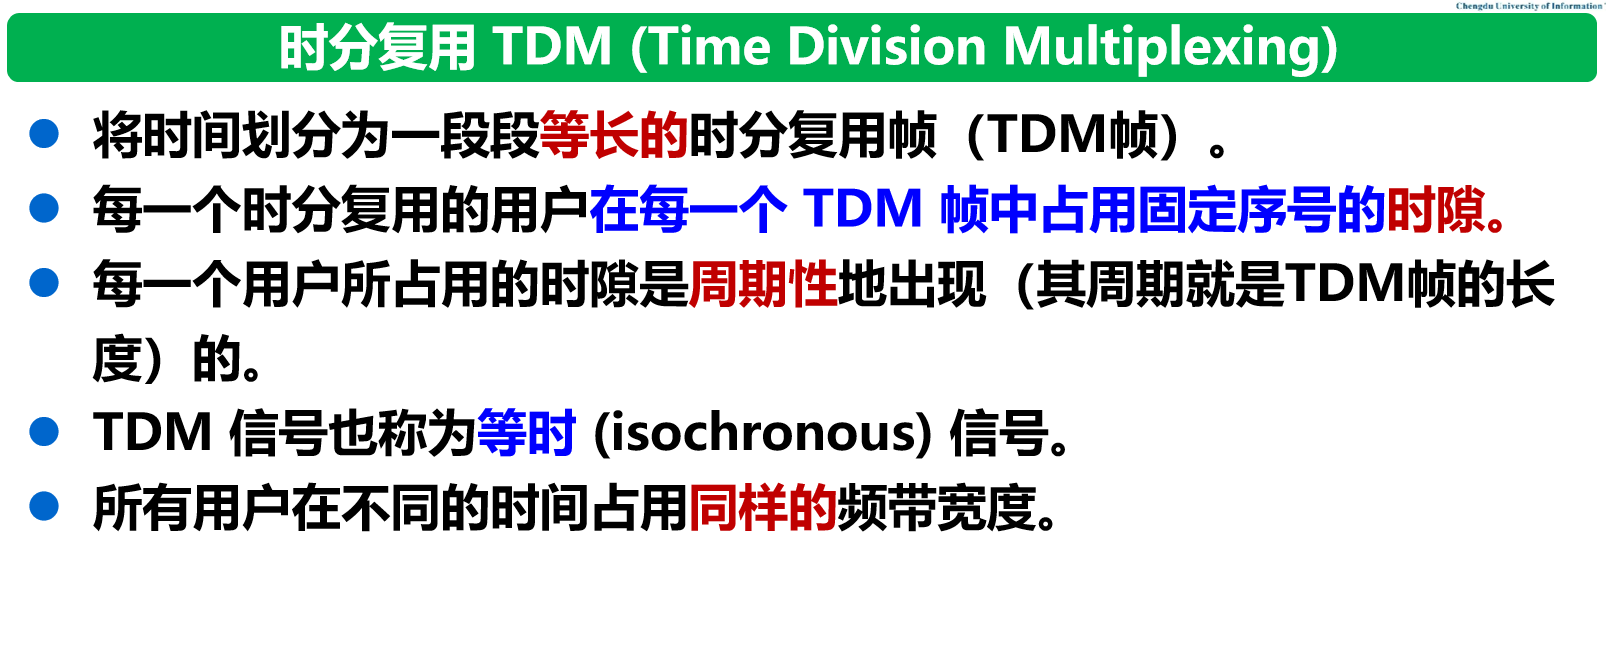 Chengdu University of Information
时分复用 TDM (Time Division Multiplexing)
将时间划分为一段段等长的时分复用帧（TDM帧）。
每一个时分复用的用户在每一个 TDM 帧中占用固定序号的时隙。
每一个用户所占用的时隙是周期性地出现（其周期就是TDM帧的长
度）的。
TDM 信号也称为等时 (isochronous) 信号。
所有用户在不同的时间占用同样的频带宽度。